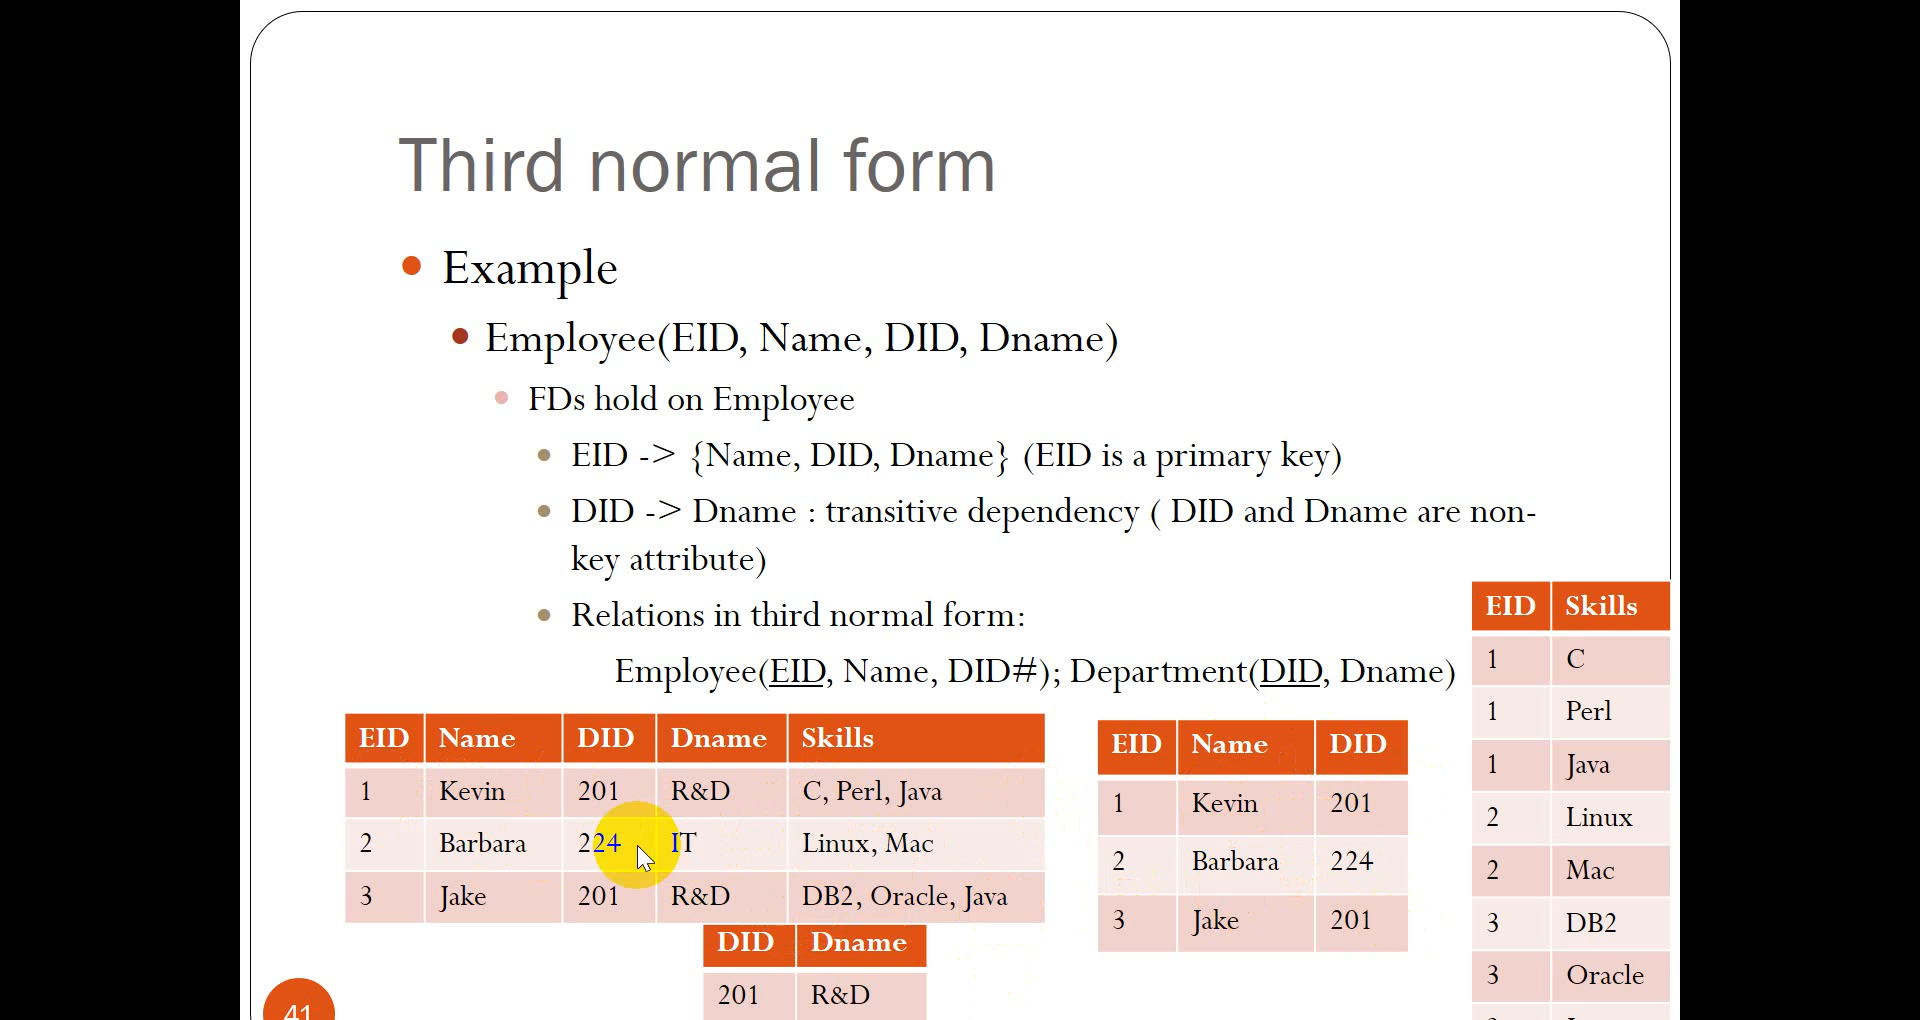 Third normal form
Example
Employee(EID, Name, DID, Dname)
FDs hold on Employee
EID -> {Name, DID, Dname} (EID is a primary key)
DID -> Dname : transitive dependency ( DID and Dname are non-
key attribute)
Relations in third normal form:
Employee(EID, Name, DID#); Department(DID, Dname)
EID Name DID Dname Skills
1 Kevin 201 R&D C, Perl, Java
2 Barbara 224 IT Linux, Mac
3 Jake 201 R&D DB2, Oracle, Java
DID Dname
201 R&D
EID Name DID
1 Kevin 201
2 Barbara 224
3 Jake 201
EID Skills
1 C
1 Perl
1 Java
2 Linux
2 Mac
3 DB2
3 Oracle
41